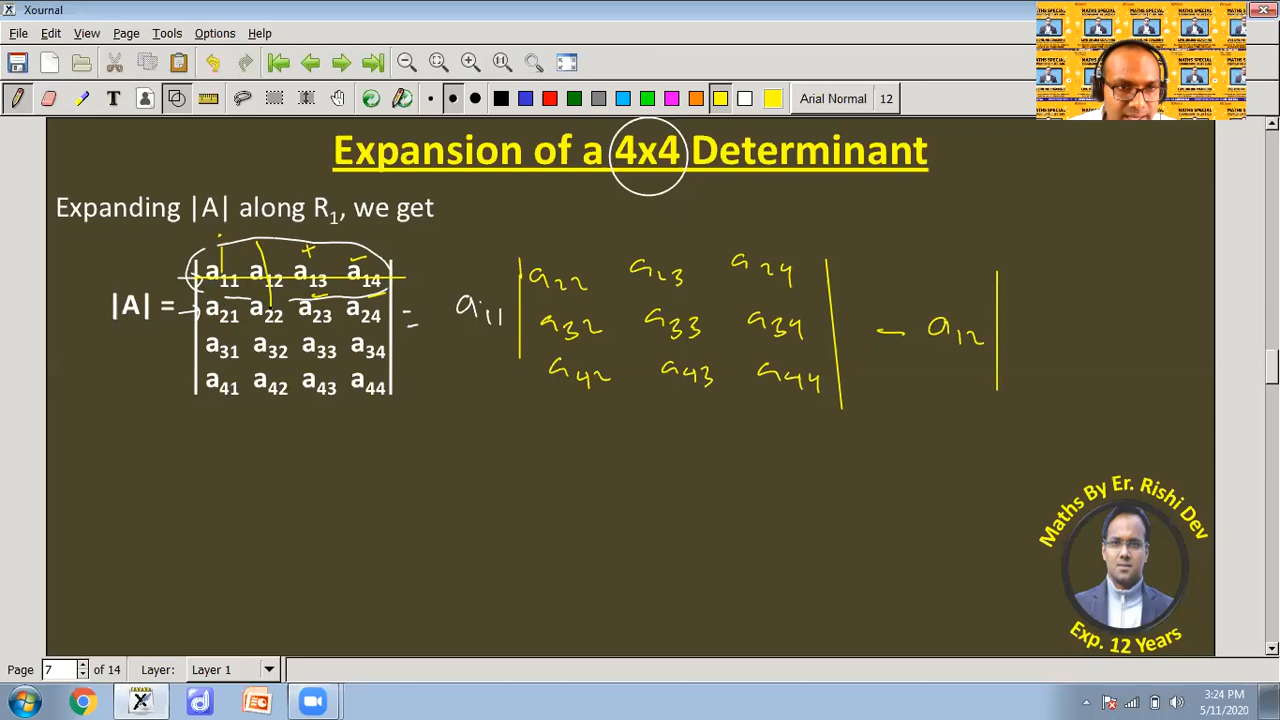 Xournal
File Edit View Page Tools Options Help
Arial Normal 12
Expansion of a 4x4 Determinant
Expanding |A| along R₁, we get
a₁₁ a₁₂ a₁₃ a₁₄
|A| = a₂₁ a₂₂ a₂₃ a₂₄
a₃₁ a₃₂ a₃₃ a₃₄
a₄₁ a₄₂ a₄₃ a₄₄
+ -
= a₁₁
a₂₂ a₂₃ a₂₄
a₃₂ a₃₃ a₃₄
a₄₂ a₄₃ a₄₄
- a₁₂
Maths By Er. Rishi Dev
Exp. 12 Years
Page 7 of 14 Layer: Layer 1
3:24 PM
5/11/2020